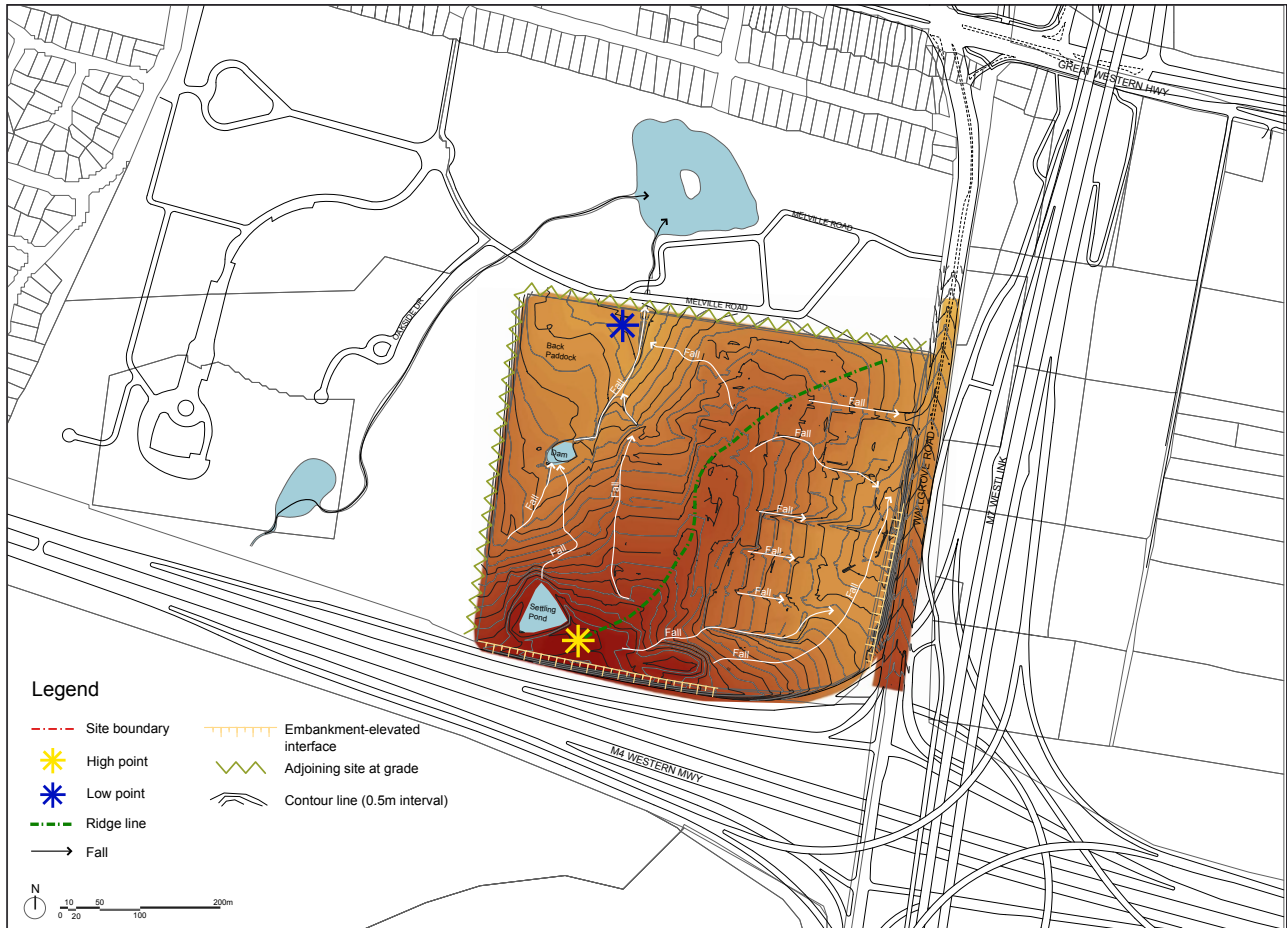 GREAT WESTERN HWY
MELVILLE ROAD
MELVILLE ROAD
OAKSIDE DR
Back
Paddock
Fall
Fall
Fall
Fall
Dam
Fall
Fall
Fall
Fall
Fall
Fall
Fall
Fall
Settling
Pond
WALLGROVE ROAD
M7 WESTLINK
M4 WESTERN MWY
Legend
Site boundary
High point
Low point
Ridge line
Fall
Embankment-elevated
interface
Adjoining site at grade
Contour line (0.5m interval)
N
0 10 20 50 100 200m